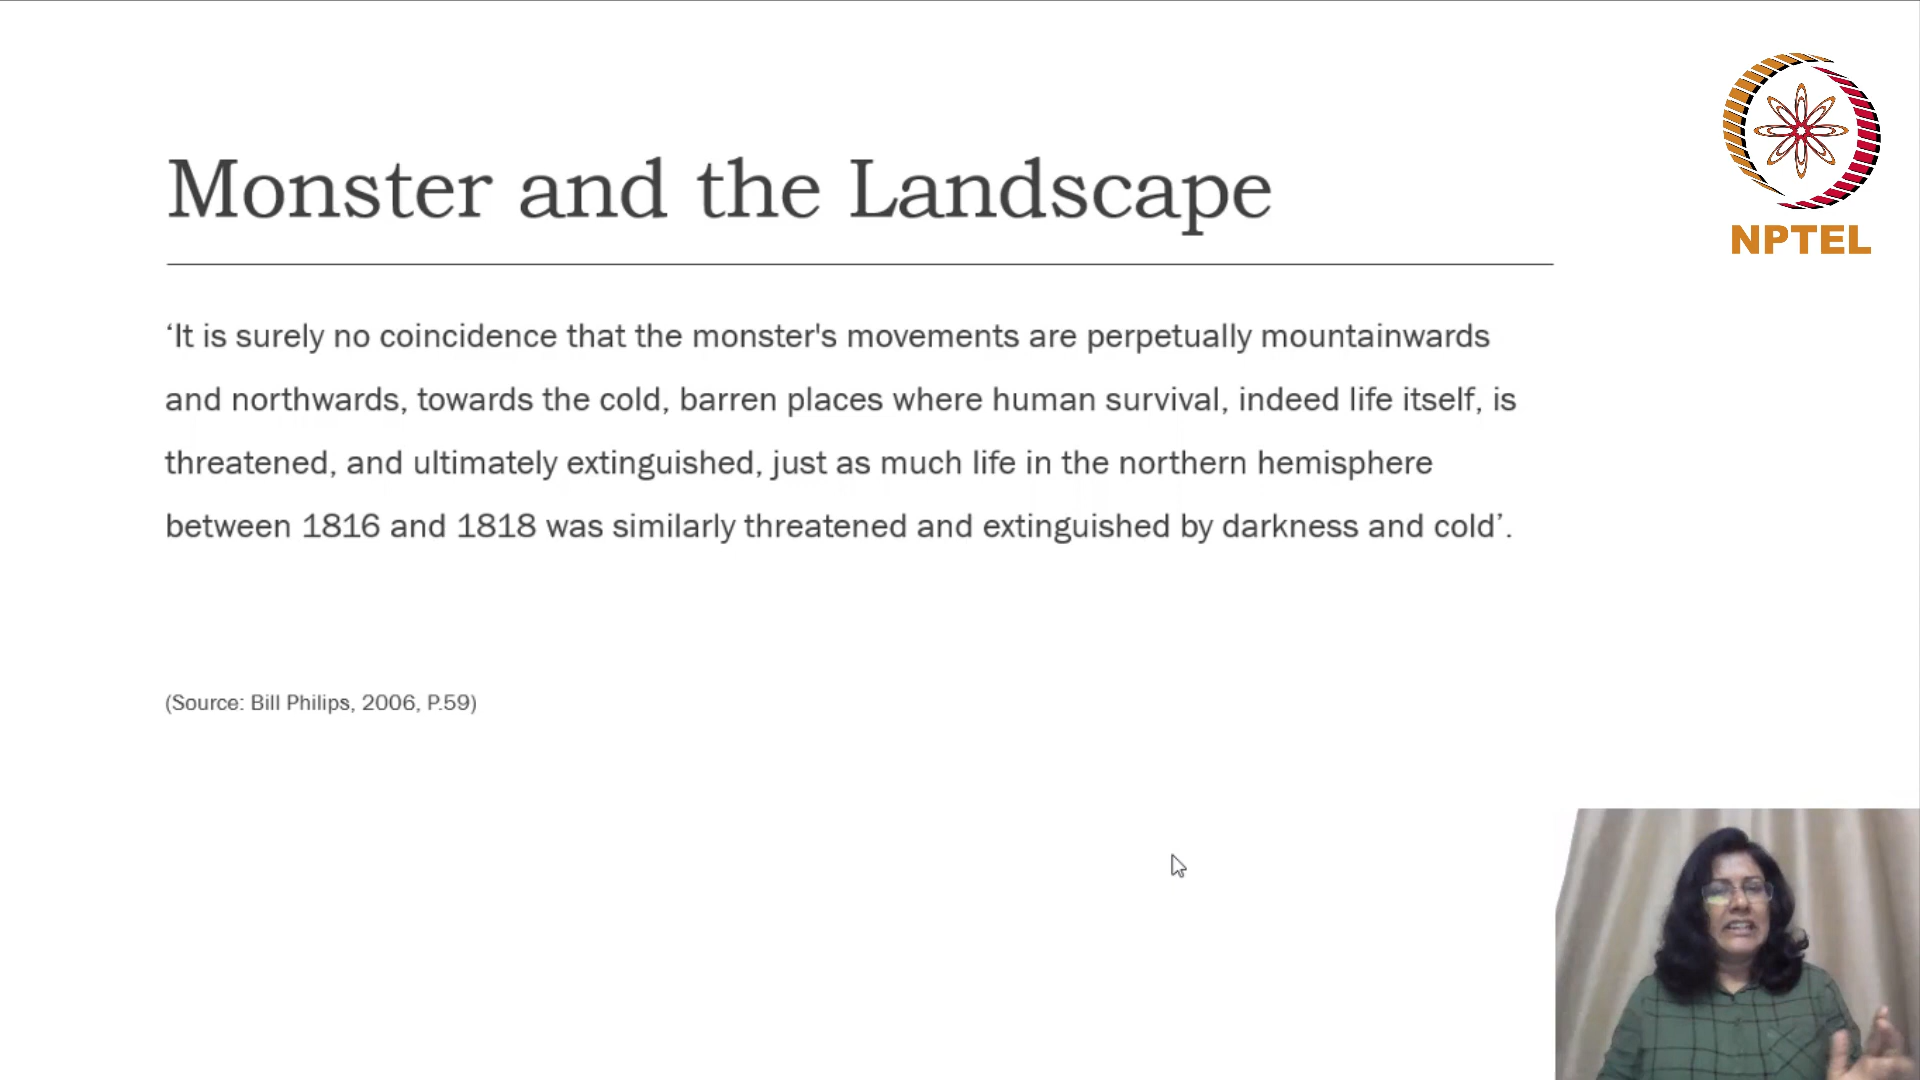 Monster and the Landscape
NPTEL
‘It is surely no coincidence that the monster's movements are perpetually mountainwards
and northwards, towards the cold, barren places where human survival, indeed life itself, is
threatened, and ultimately extinguished, just as much life in the northern hemisphere
between 1816 and 1818 was similarly threatened and extinguished by darkness and cold’.
(Source: Bill Philips, 2006, P.59)